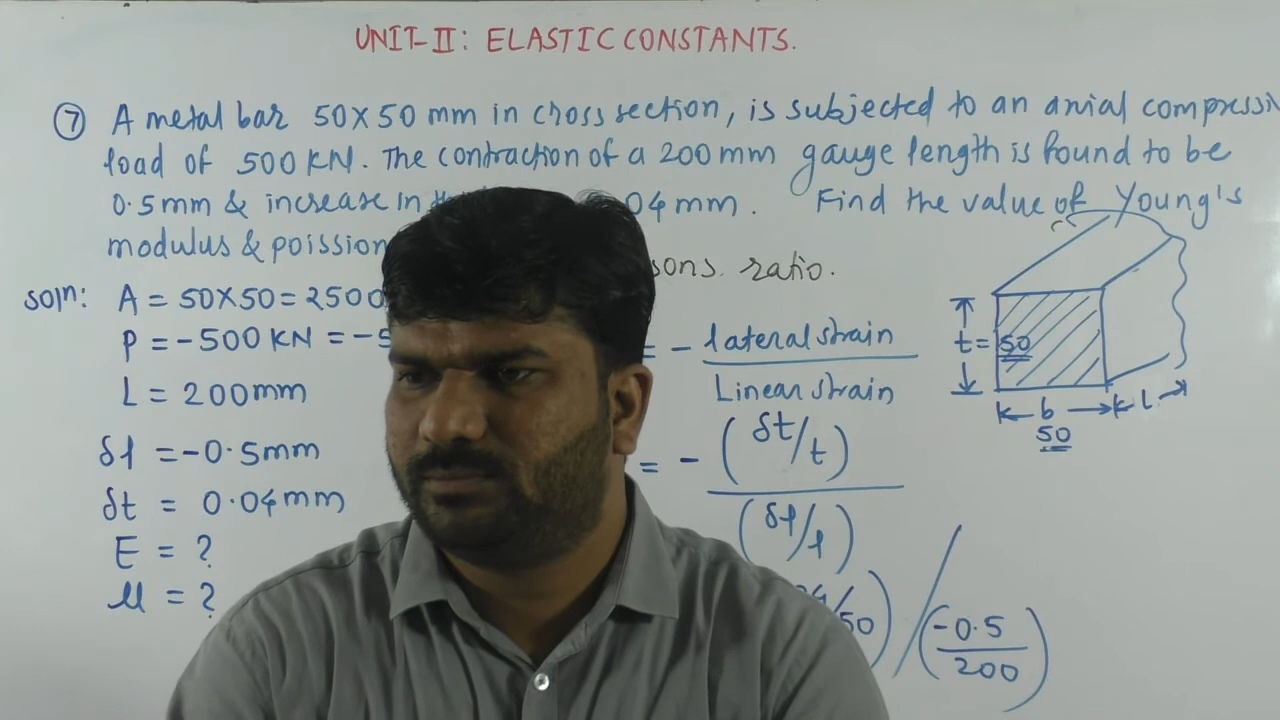 UNIT-II: ELASTIC CONSTANTS.
⑦ A metal bar 50×50 mm in cross section, is subjected to an axial compressi
load of 500 KN. The contraction of a 200 mm gauge length is found to be
0.5mm & increase in 04 mm. Find the value of Young's
modulus & poission
sons ratio.
soln: A = 50×50 = 2500
P = -500 KN = -5
L = 200mm
δl = -0.5mm
δt = 0.04mm
E = ?
μ = ?
= - lateral strain
Linear strain
= - (δt/t)
(δl/l)
/50) / (-0.5
200)
t = 50
b
50
l